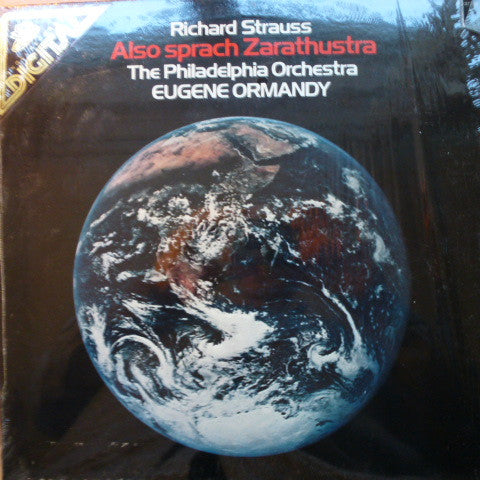 Richard Strauss
Also sprach Zarathustra
The Philadelphia Orchestra
EUGENE ORMANDY
DIGITAL